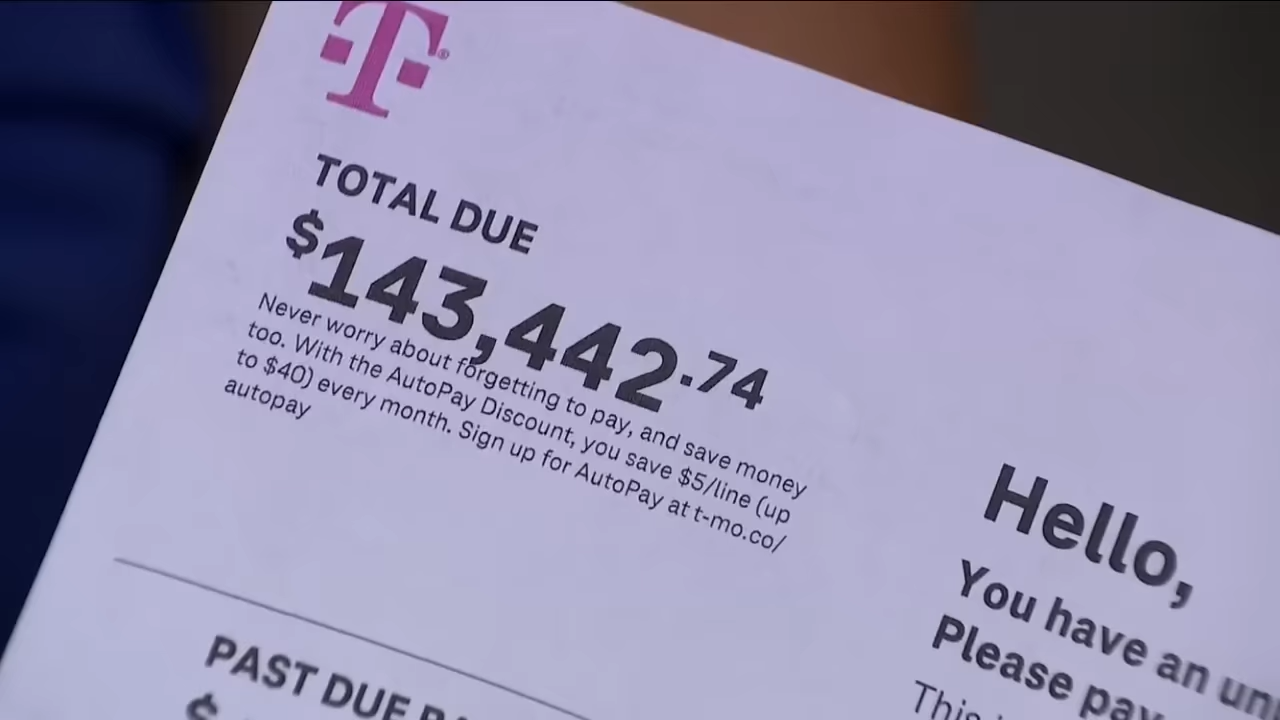 T
TOTAL DUE
$143,442.74
Never worry about forgetting to pay, and save money
too. With the AutoPay Discount, you save $5/line (up
to $40) every month. Sign up for AutoPay at t-mo.co/
autopay
PAST DUE
$
Hello,
You have an
Please pay
This